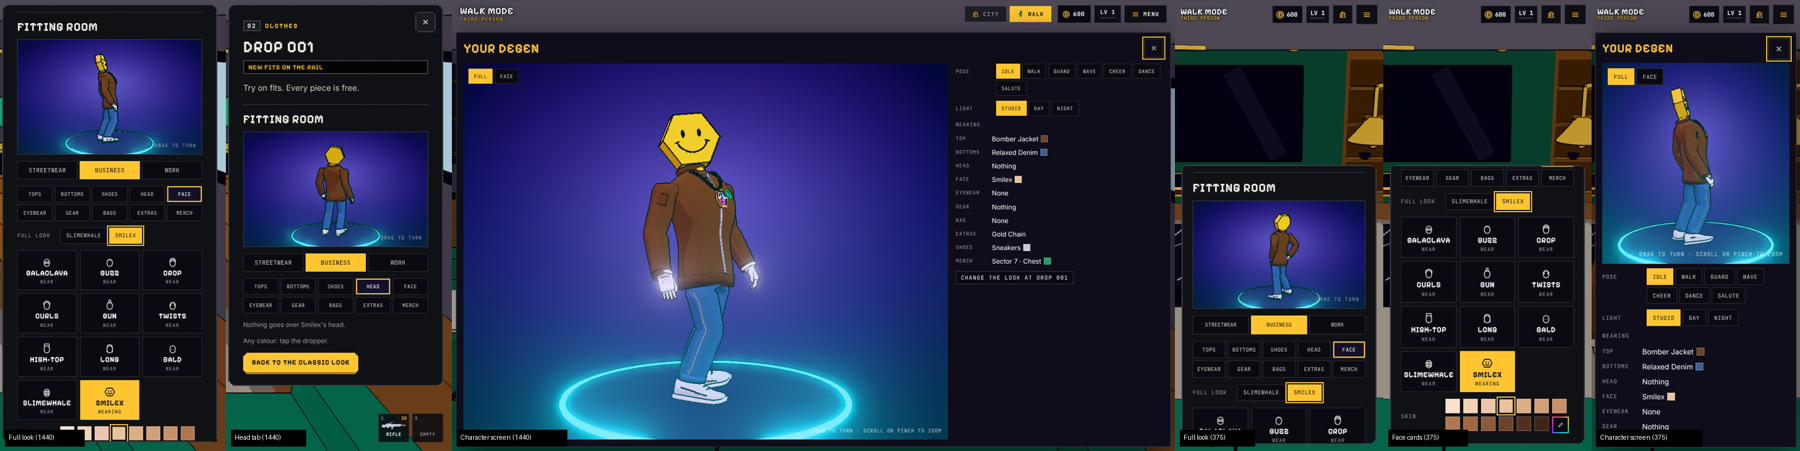 FITTING ROOM
DRAG TO TURN
STREETWEAR BUSINESS WORK
TOPS BOTTOMS SHOES HEAD FACE
EYEWEAR GEAR BAGS EXTRAS MERCH
FULL LOOK SLIMEWHALE SMILEX
BALACLAVA BUZZ CROP
WEAR WEAR WEAR
CURLS BUN TWISTS
WEAR WEAR WEAR
HIGH-TOP LONG BALD
WEAR WEAR WEAR
SLIMEWHALE SMILEX
WEAR WEARING
Full look (1440)
02 CLOTHES
DROP 001
NEW FITS ON THE RAIL
Try on fits. Every piece is free.
FITTING ROOM
DRAG TO TURN
STREETWEAR BUSINESS WORK
TOPS BOTTOMS SHOES HEAD FACE
EYEWEAR GEAR BAGS EXTRAS MERCH
Nothing goes over Smilex's head.
Any colour: tap the dropper.
BACK TO THE CLASSIC LOOK
1 30 2
RIFLE EMPTY
Head tab (1440)
WALK MODE
THIRD PERSON
CITY WALK 600 LV 1 MENU
YOUR DEGEN
FULL FACE
POSE IDLE WALK GUARD WAVE CHEER DANCE
SALUTE
LIGHT STUDIO DAY NIGHT
WEARING
TOP Bomber Jacket
BOTTOMS Relaxed Denim
HEAD Nothing
FACE Smilex
EYEWEAR None
GEAR Nothing
BAG None
EXTRAS Gold Chain
SHOES Sneakers
MERCH Sector 7 · Chest
CHANGE THE LOOK AT DROP 001
TO TURN · SCROLL OR PINCH TO ZOOM
Character screen (1440)
WALK MODE
THIRD PERSON
600 LV 1
FITTING ROOM
DRAG TO TURN
STREETWEAR BUSINESS WORK
TOPS BOTTOMS SHOES HEAD FACE
EYEWEAR GEAR BAGS EXTRAS MERCH
FULL LOOK SLIMEWHALE SMILEX
BUZZ CROP
WEAR WEAR
Full look (375)
WALK MODE
THIRD PERSON
600 LV 1
EYEWEAR GEAR BAGS EXTRAS MERCH
FULL LOOK SLIMEWHALE SMILEX
BALACLAVA BUZZ CROP
WEAR WEAR WEAR
CURLS BUN TWISTS
WEAR WEAR WEAR
HIGH-TOP LONG BALD
WEAR WEAR WEAR
SLIMEWHALE SMILEX
WEAR WEARING
SKIN
Face cards (375)
WALK MODE
THIRD PERSON
600 LV 1
YOUR DEGEN
FULL FACE
DRAG TO TURN · SCROLL OR PINCH TO ZOOM
POSE IDLE WALK GUARD WAVE
CHEER DANCE SALUTE
LIGHT STUDIO DAY NIGHT
WEARING
TOP Bomber Jacket
BOTTOMS Relaxed Denim
HEAD Nothing
FACE Smilex
EYEWEAR None
GEAR Nothing
Character screen (375)